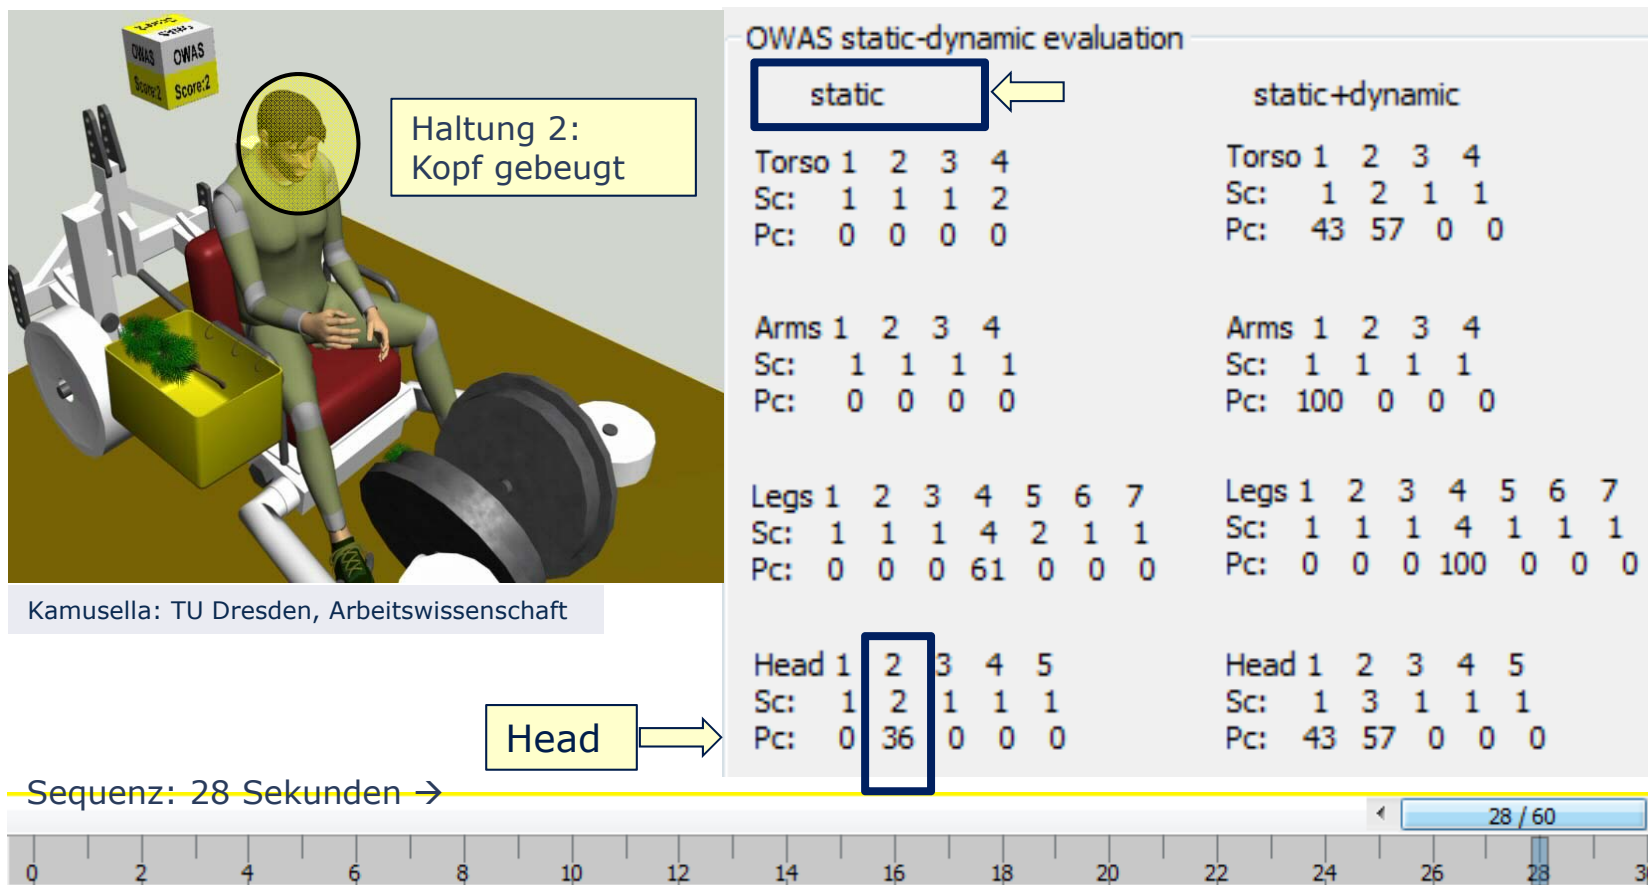 OWAS
Score:2
OWAS
Score:2
Haltung 2:
Kopf gebeugt
Kamusella: TU Dresden, Arbeitswissenschaft
OWAS static-dynamic evaluation
static
Torso 1 2 3 4
Sc: 1 1 1 2
Pc: 0 0 0 0
Arms 1 2 3 4
Sc: 1 1 1 1
Pc: 0 0 0 0
Legs 1 2 3 4 5 6 7
Sc: 1 1 1 4 2 1 1
Pc: 0 0 0 61 0 0 0
Head 1 2 3 4 5
Sc: 1 2 1 1 1
Pc: 0 36 0 0 0
static+dynamic
Torso 1 2 3 4
Sc: 1 2 1 1
Pc: 43 57 0 0
Arms 1 2 3 4
Sc: 1 1 1 1
Pc: 100 0 0 0
Legs 1 2 3 4 5 6 7
Sc: 1 1 1 4 1 1 1
Pc: 0 0 0 100 0 0 0
Head 1 2 3 4 5
Sc: 1 3 1 1 1
Pc: 43 57 0 0 0
Head
Sequenz: 28 Sekunden →
28 / 60
0 2 4 6 8 10 12 14 16 18 20 22 24 26 28